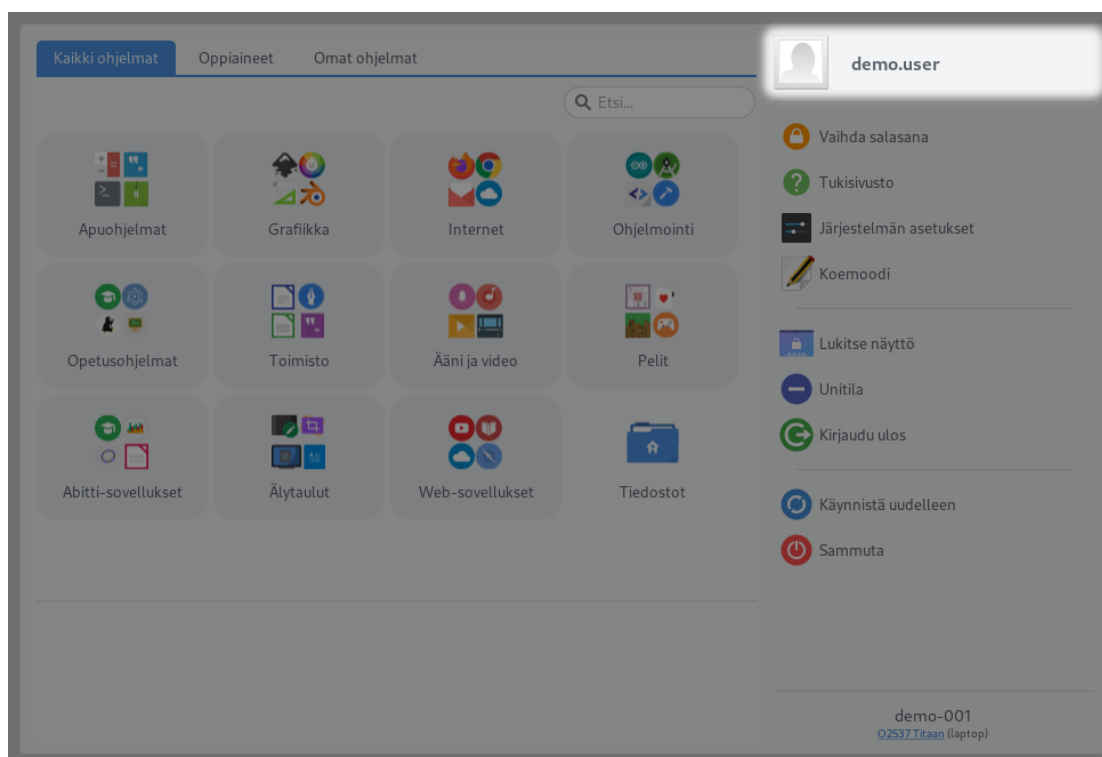 Kaikki ohjelmat Oppiaineet Omat ohjelmat
Etsi...
Apuohjelmat Grafiikka Internet Ohjelmointi
Opetusohjelmat Toimisto Ääni ja video Pelit
Abitti-sovellukset Älytaulut Web-sovellukset Tiedostot
demo.user
Vaihda salasana
Tukisivusto
Järjestelmän asetukset
Koemoodi
Lukitse näyttö
Unitila
Kirjaudu ulos
Käynnistä uudelleen
Sammuta
demo-001
O2537 Titaan (laptop)